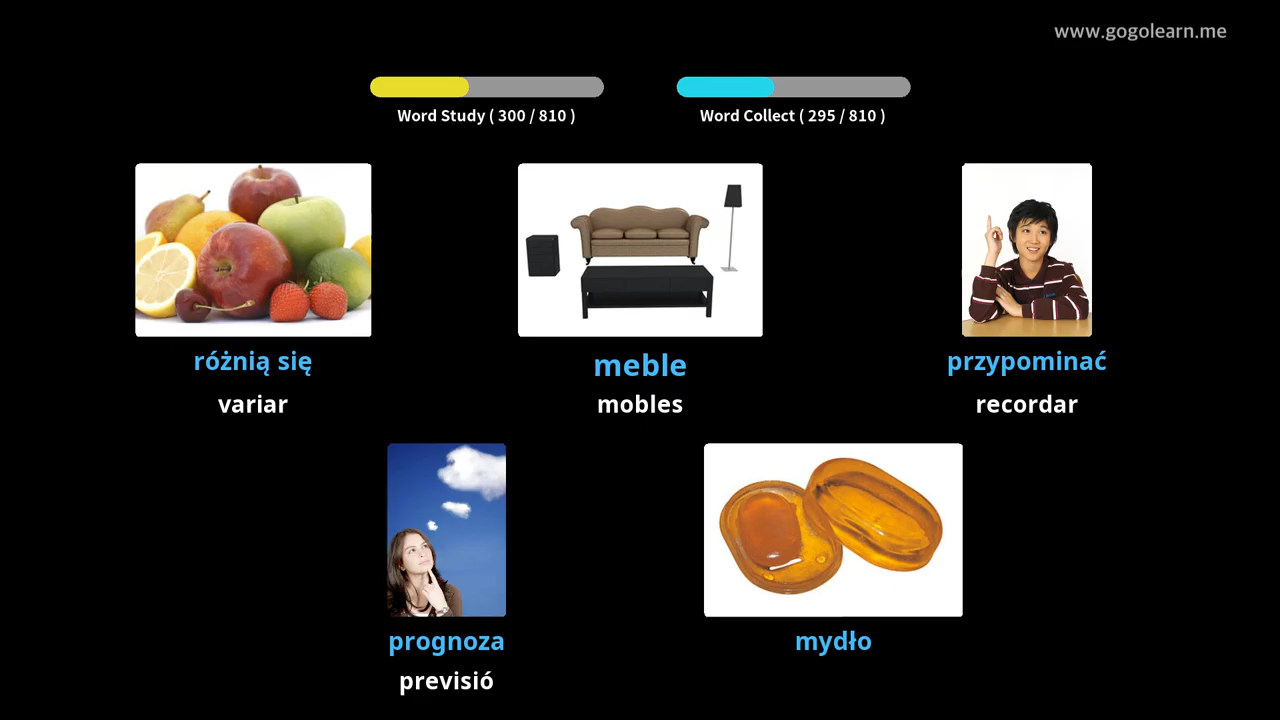 www.gogolearn.me
Word Study ( 300 / 810 )
Word Collect ( 295 / 810 )
różnią się
meble
przypominać
variar
mobles
recordar
prognoza
mydło
previsió